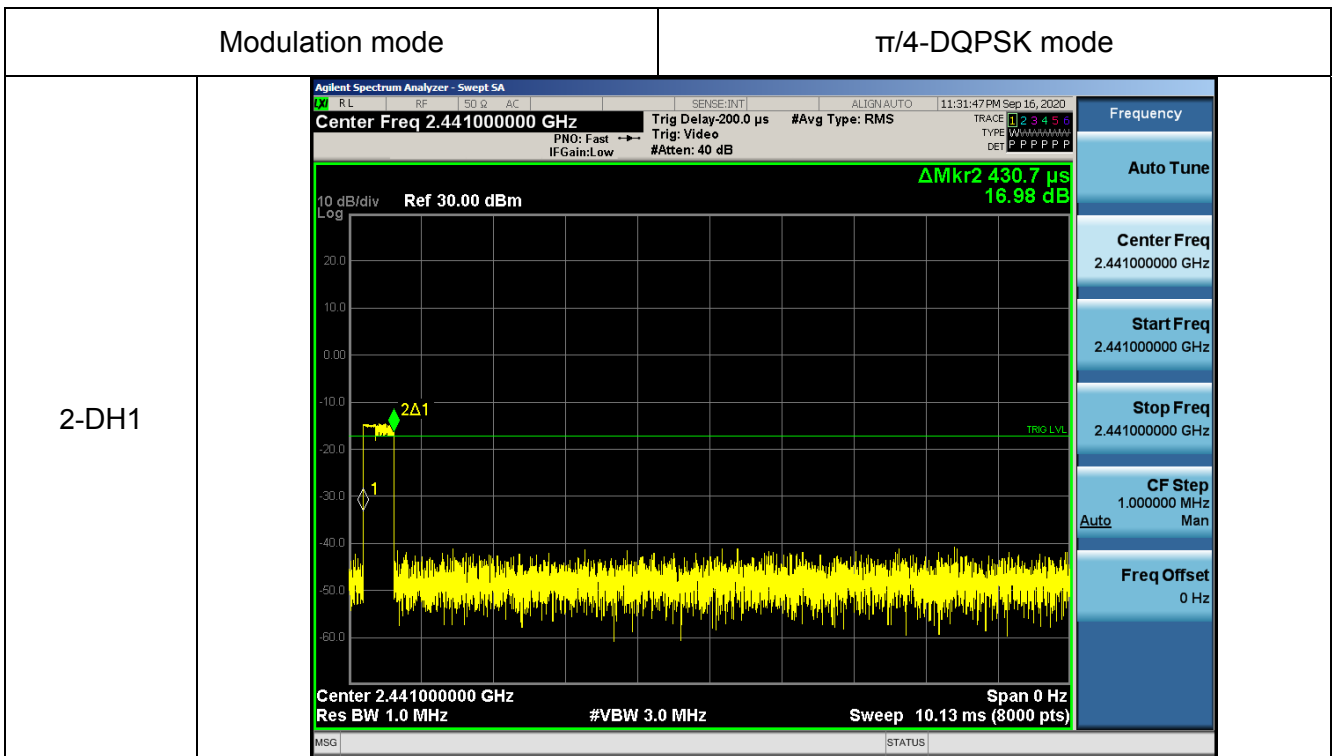 Modulation mode π/4-DQPSK mode
2-DH1
Agilent Spectrum Analyzer - Swept SA
LXI RL RF 50 Ω AC SENSE:INT ALIGN AUTO 11:31:47 PM Sep 16, 2020
Center Freq 2.441000000 GHz
PNO: Fast
IFGain:Low
Trig Delay-200.0 µs
Trig: Video
#Atten: 40 dB
#Avg Type: RMS
TRACE 1 2 3 4 5 6
TYPE WWWWWW
DET P P P P P P
ΔMkr2 430.7 µs
16.98 dB
10 dB/div Ref 30.00 dBm
Log
20.0
10.0
0.00
-10.0
-20.0
-30.0
-40.0
-50.0
-60.0
2Δ1
TRIG LVL
1
Center 2.441000000 GHz Span 0 Hz
Res BW 1.0 MHz #VBW 3.0 MHz Sweep 10.13 ms (8000 pts)
MSG STATUS
Frequency
Auto Tune
Center Freq
2.441000000 GHz
Start Freq
2.441000000 GHz
Stop Freq
2.441000000 GHz
CF Step
1.000000 MHz
Auto Man
Freq Offset
0 Hz